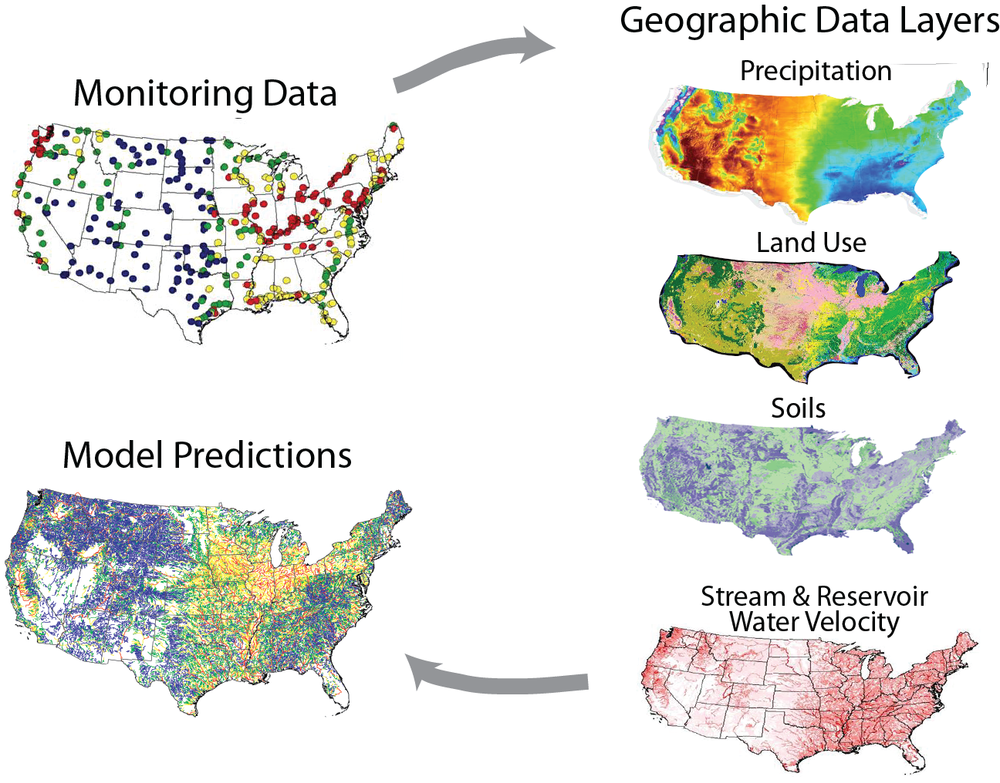 Geographic Data Layers
Precipitation
Monitoring Data
Land Use
Soils
Model Predictions
Stream & Reservoir
Water Velocity